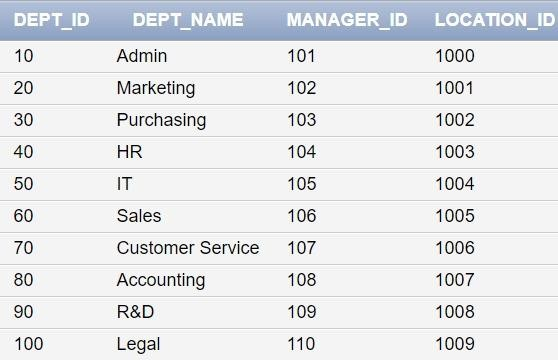 DEPT_ID DEPT_NAME MANAGER_ID LOCATION_ID
10 Admin 101 1000
20 Marketing 102 1001
30 Purchasing 103 1002
40 HR 104 1003
50 IT 105 1004
60 Sales 106 1005
70 Customer Service 107 1006
80 Accounting 108 1007
90 R&D 109 1008
100 Legal 110 1009